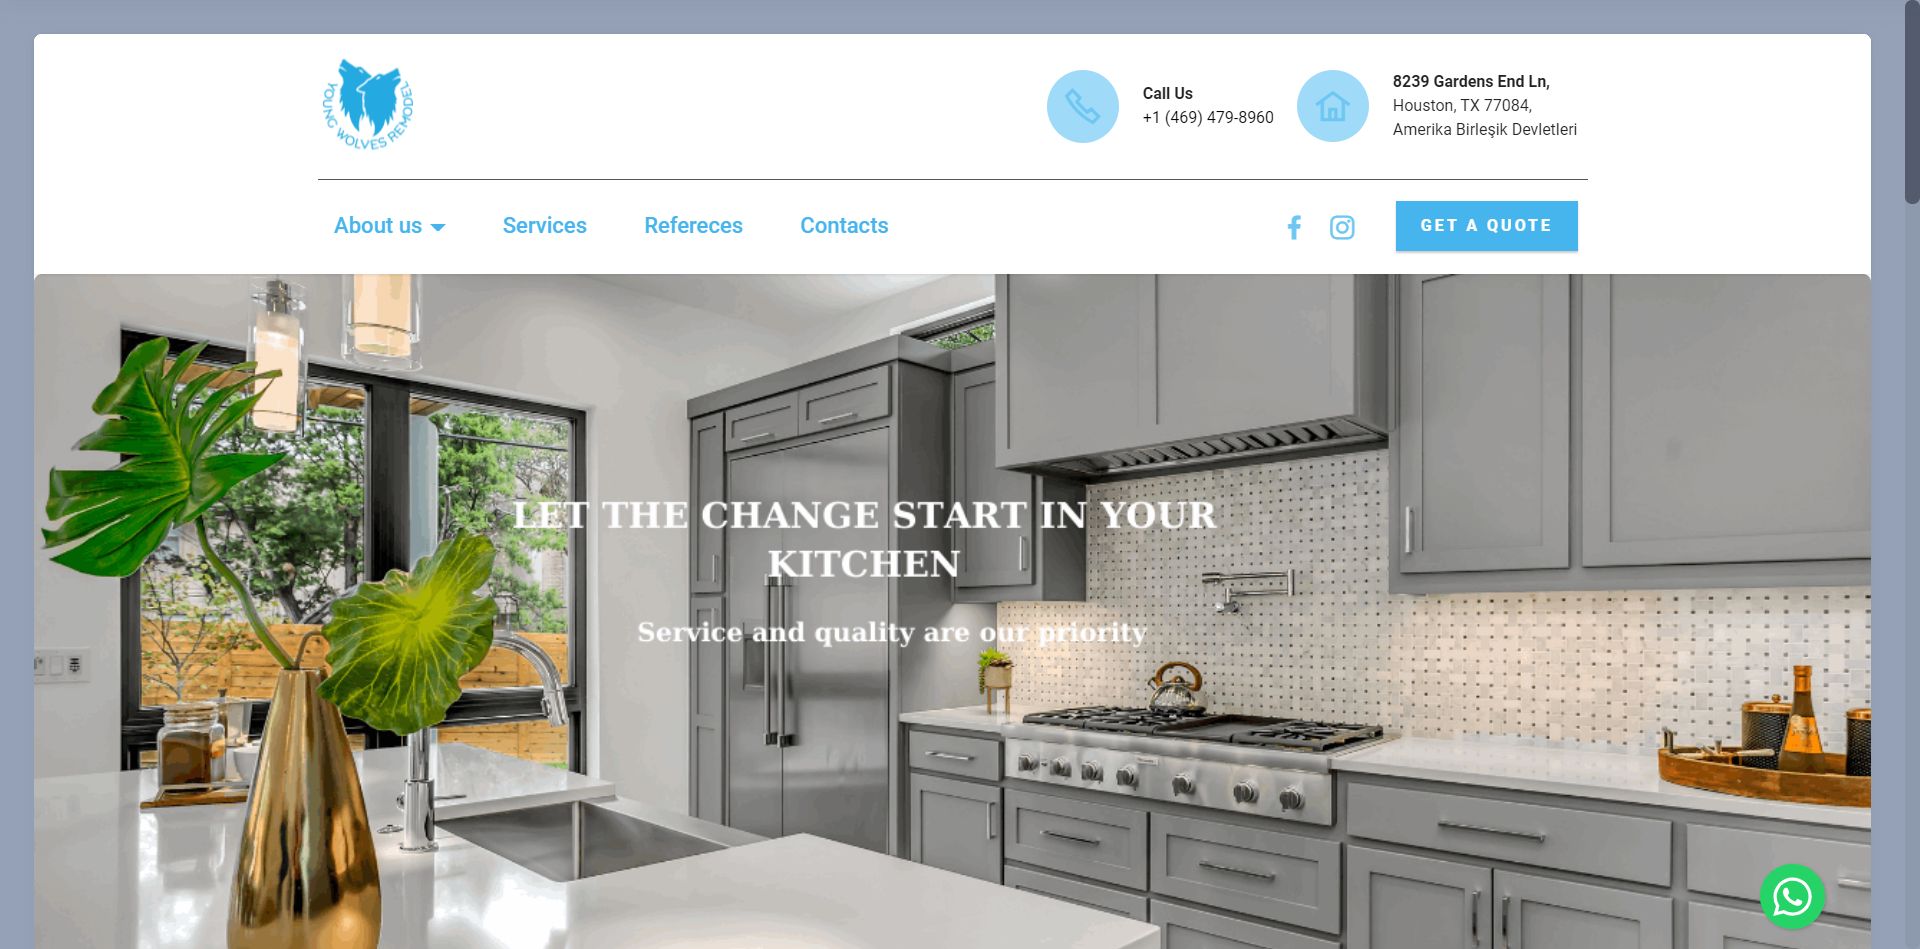 YOUNG WOLVES REMODEL
Call Us
+1 (469) 479-8960
8239 Gardens End Ln,
Houston, TX 77084,
Amerika Birleşik Devletleri
About us
Services
Refereces
Contacts
GET A QUOTE
LET THE CHANGE START IN YOUR
KITCHEN
Service and quality are our priority